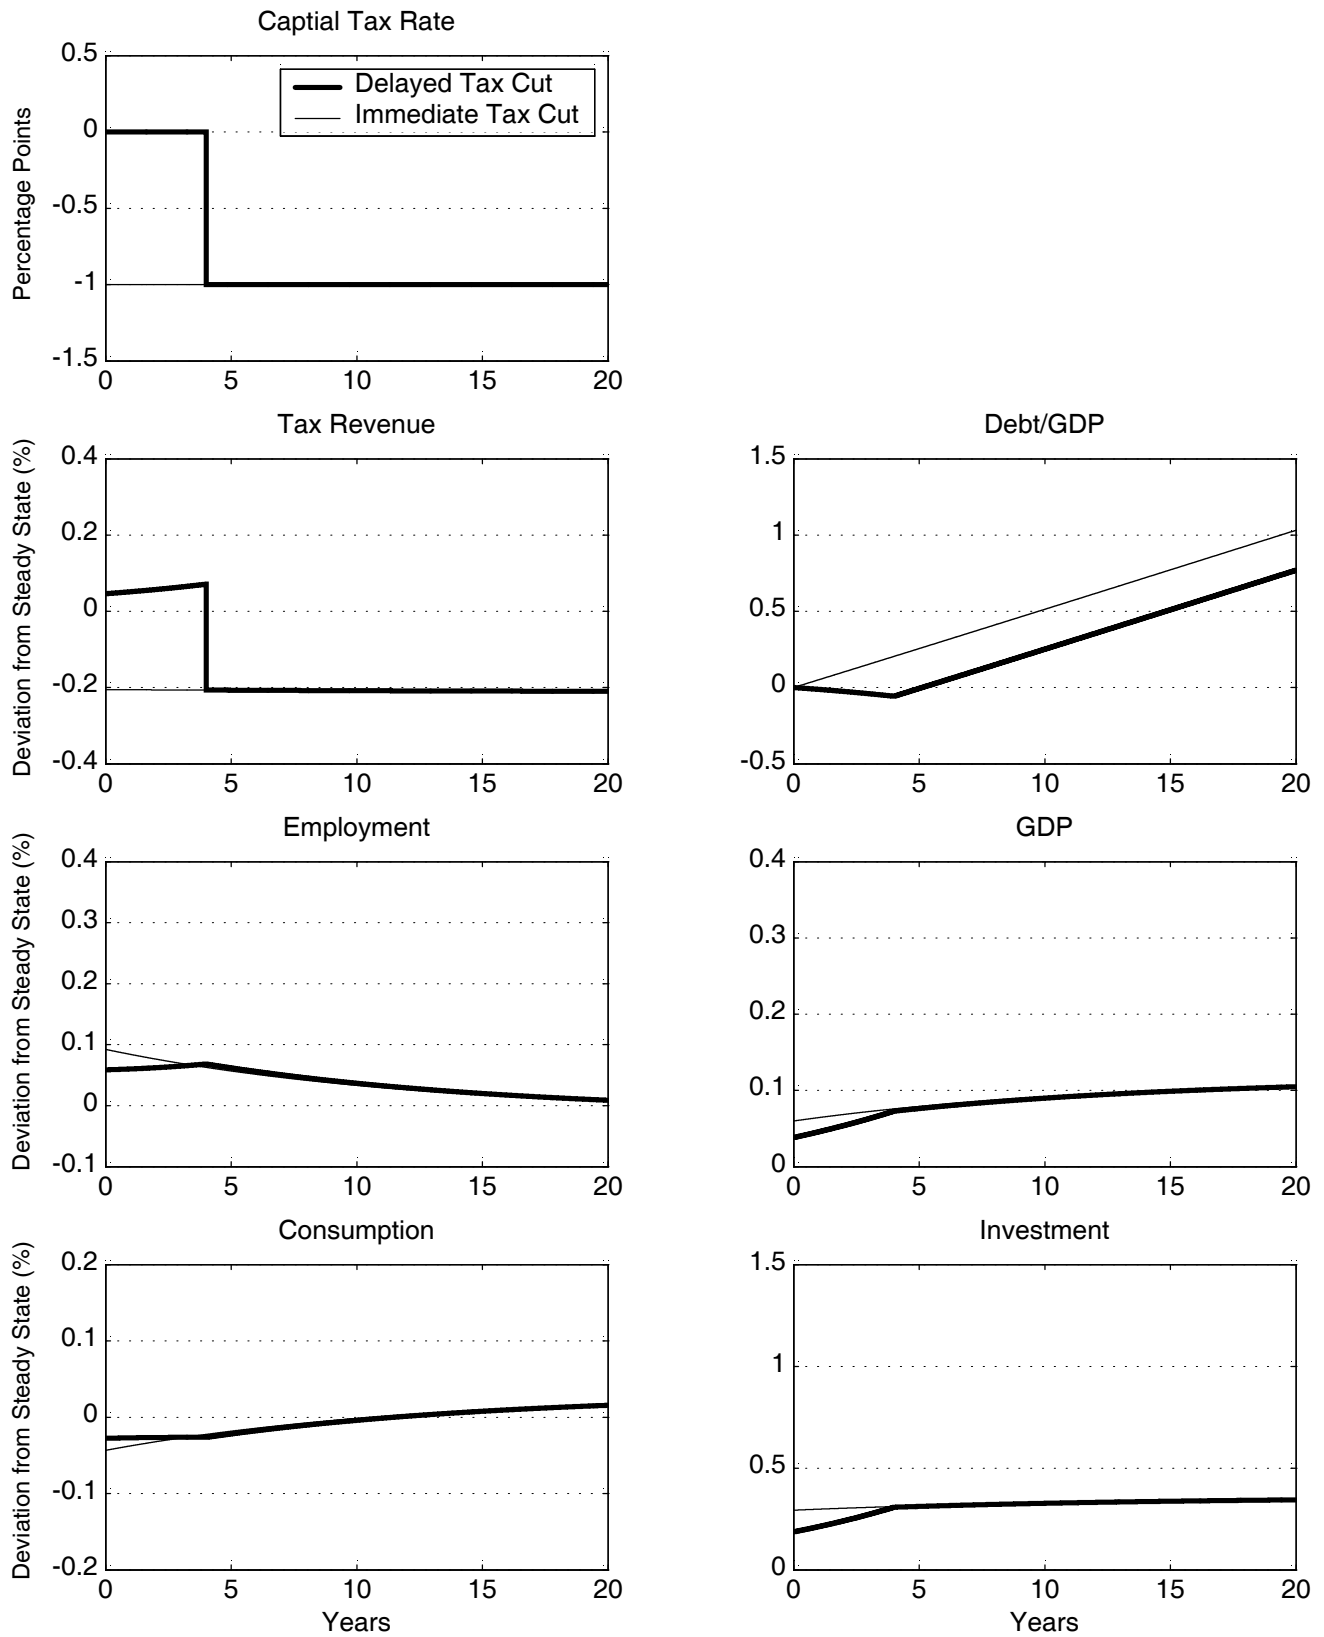 Captial Tax Rate
Percentage Points
0.5
0
-0.5
-1
-1.5
Delayed Tax Cut
Immediate Tax Cut
0 5 10 15 20
Tax Revenue
Deviation from Steady State (%)
0.4
0.2
0
-0.2
-0.4
0 5 10 15 20
Debt/GDP
1.5
1
0.5
0
-0.5
0 5 10 15 20
Employment
Deviation from Steady State (%)
0.4
0.3
0.2
0.1
0
-0.1
0 5 10 15 20
GDP
0.4
0.3
0.2
0.1
0
0 5 10 15 20
Consumption
Deviation from Steady State (%)
0.2
0.1
0
-0.1
-0.2
0 5 10 15 20
Years
Investment
1.5
1
0.5
0
0 5 10 15 20
Years